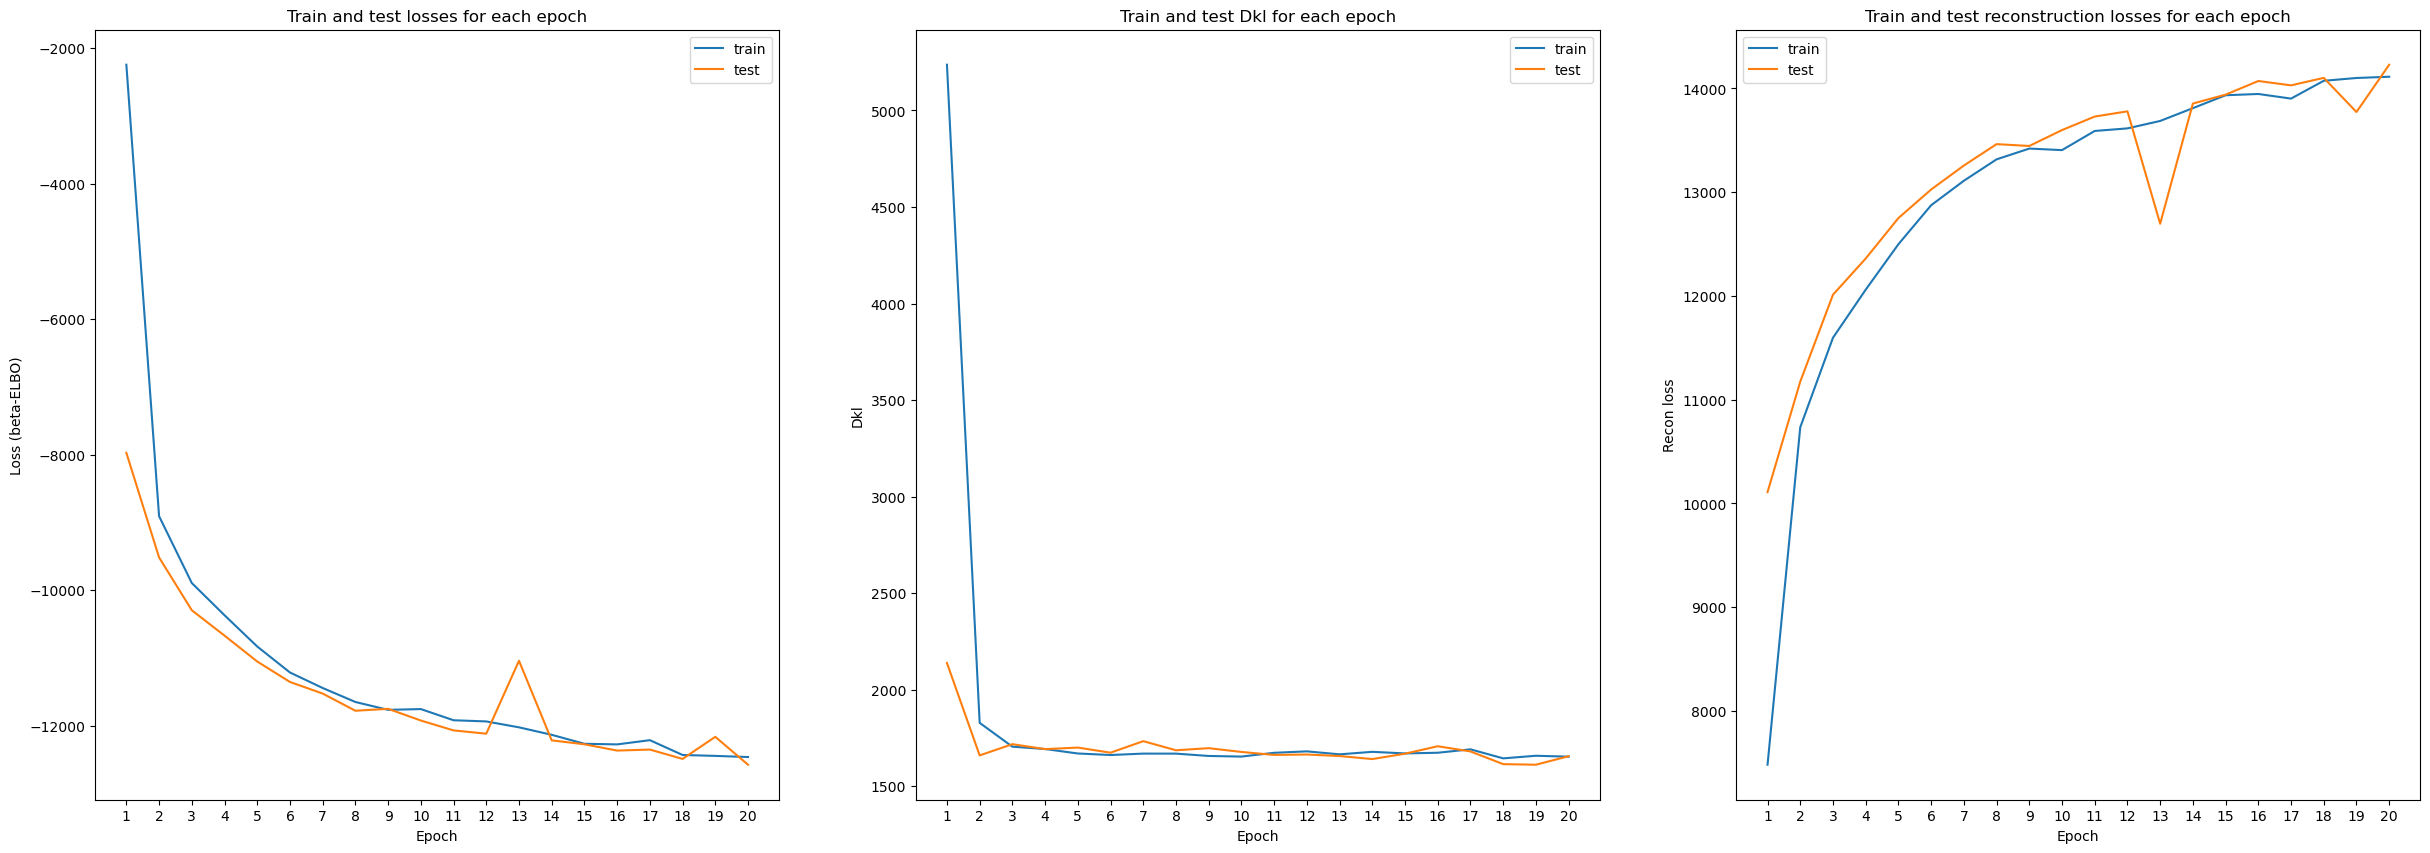 Train and test losses for each epoch
train
test
Loss (beta-ELBO)
−2000
−4000
−6000
−8000
−10000
−12000
1 2 3 4 5 6 7 8 9 10 11 12 13 14 15 16 17 18 19 20
Epoch
Train and test Dkl for each epoch
train
test
Dkl
5000
4500
4000
3500
3000
2500
2000
1500
1 2 3 4 5 6 7 8 9 10 11 12 13 14 15 16 17 18 19 20
Epoch
Train and test reconstruction losses for each epoch
train
test
Recon loss
14000
13000
12000
11000
10000
9000
8000
1 2 3 4 5 6 7 8 9 10 11 12 13 14 15 16 17 18 19 20
Epoch